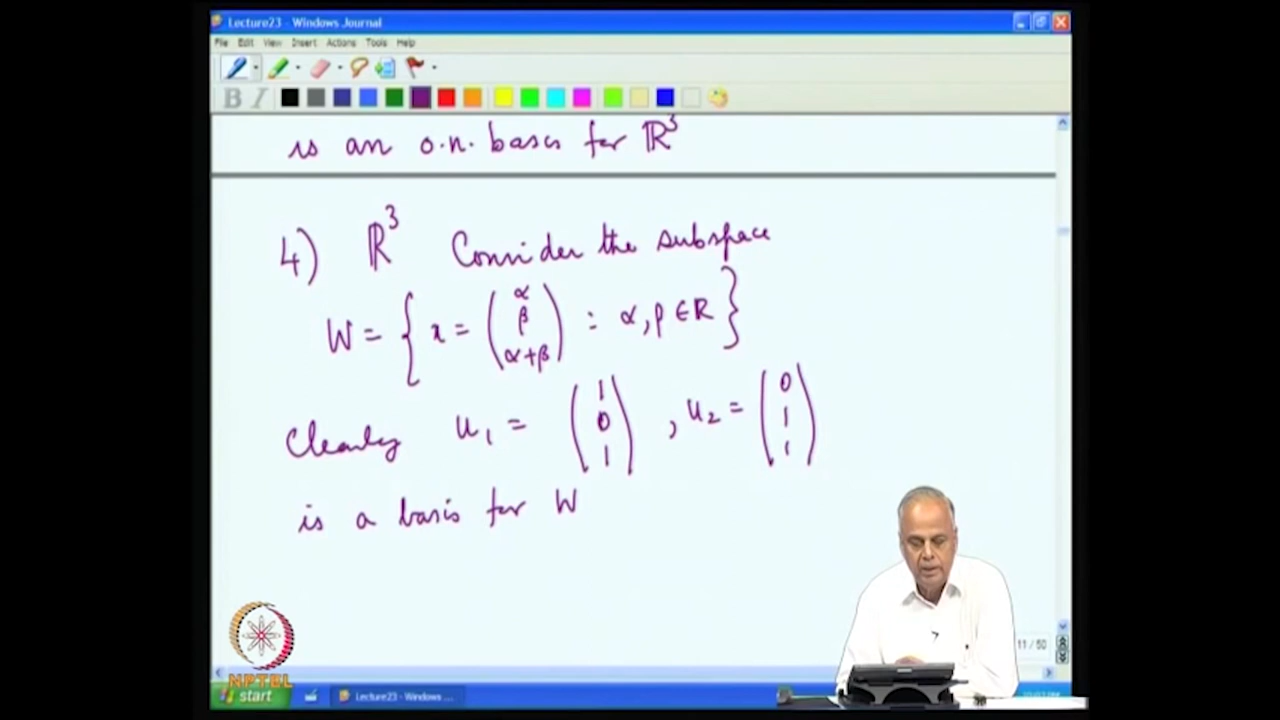 Lecture23 - Windows Journal
File Edit View Insert Actions Tools Help
B I
is an o.n. basis for ℝ³
4) ℝ³ Consider the subspace
W = { x = ( α β α+β ) : α, β ∈ ℝ }
Clearly u₁ = ( 1 0 1 ) , u₂ = ( 0 1 1 )
is a basis for W
11 / 50
NPTEL
start Lecture23 - Windows ...